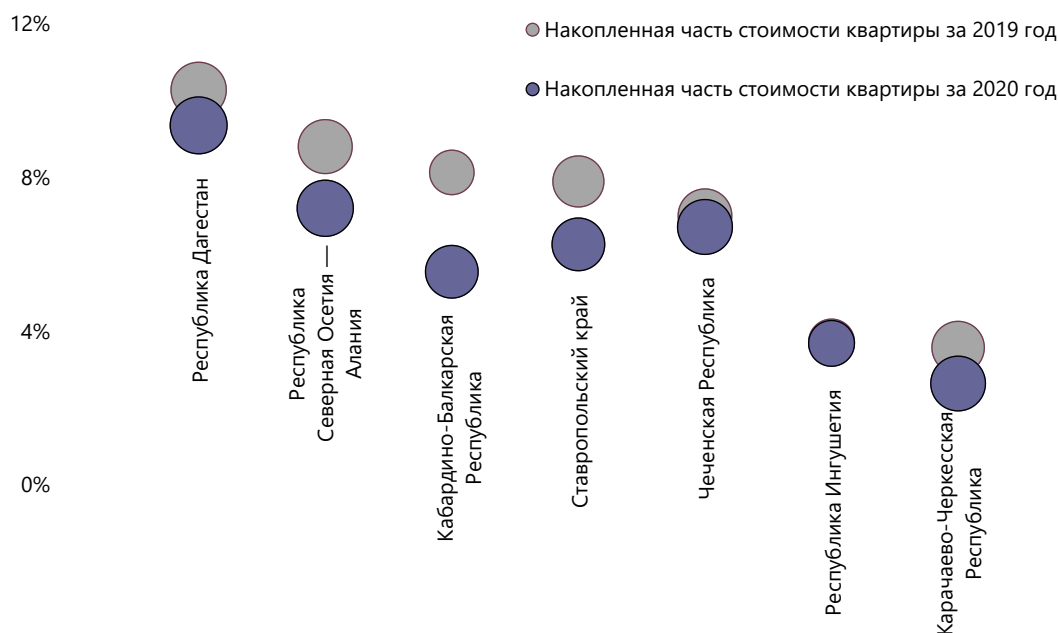 12%
Накопленная часть стоимости квартиры за 2019 год
Накопленная часть стоимости квартиры за 2020 год
8%
4%
0%
Республика Дагестан
Республика
Северная Осетия —
Алания
Кабардино-Балкарская
Республика
Ставропольский край
Чеченская Республика
Республика Ингушетия
Карачаево-Черкесская
Республика